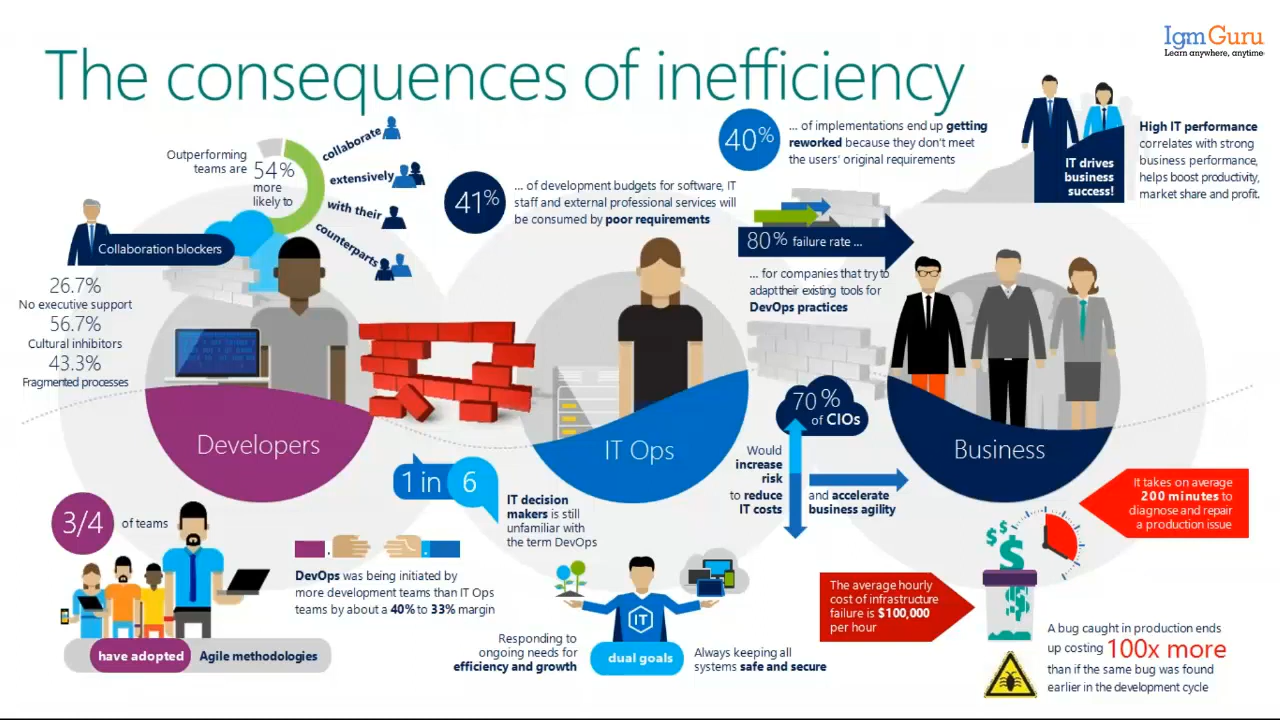 Igm Guru
Learn anywhere, anytime
The consequences of inefficiency
Outperforming
teams are
54%
more
likely to
collaborate
extensively
with their
counterparts
Collaboration blockers
26.7%
No executive support
56.7%
Cultural inhibitors
43.3%
Fragmented processes
41%
... of development budgets for software, IT
staff and external professional services will
be consumed by poor requirements
40%
... of implementations end up getting
reworked because they don't meet
the users' original requirements
80% failure rate ...
... for companies that try to
adapt their existing tools for
DevOps practices
IT drives
business
success!
High IT performance
correlates with strong
business performance,
helps boost productivity,
market share and profit.
Developers
IT Ops
Business
70%
of CIOs
Would
increase
risk
to reduce
IT costs
and accelerate
business agility
1 in 6
IT decision
makers is still
unfamiliar with
the term DevOps
3/4
of teams
have adopted
Agile methodologies
DevOps was being initiated by
more development teams than IT Ops
teams by about a 40% to 33% margin
IT
Responding to
ongoing needs for
efficiency and growth
dual goals
Always keeping all
systems safe and secure
It takes on average
200 minutes to
diagnose and repair
a production issue
$
$
$
$
The average hourly
cost of infrastructure
failure is $100,000
per hour
A bug caught in production ends
up costing 100x more
than if the same bug was found
earlier in the development cycle